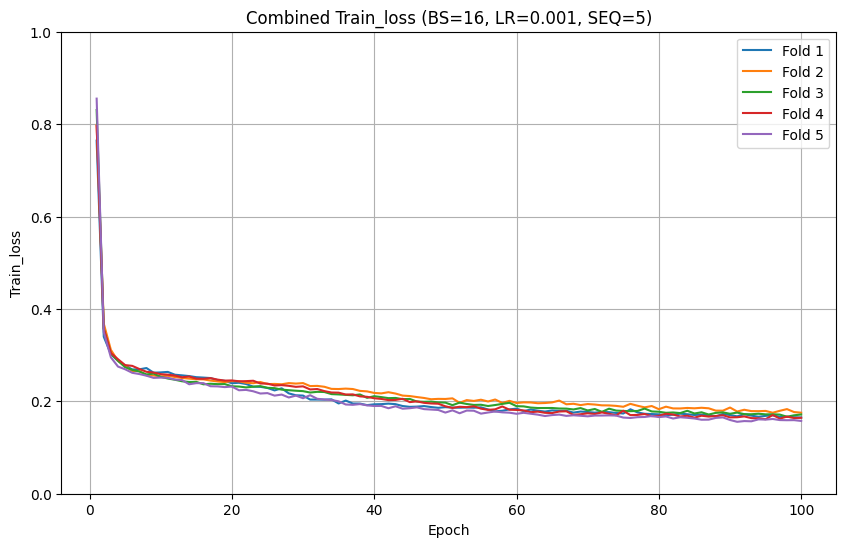 Combined Train_loss (BS=16, LR=0.001, SEQ=5)
Fold 1
Fold 2
Fold 3
Fold 4
Fold 5
Train_loss
1.0
0.8
0.6
0.4
0.2
0.0
0
20
40
60
80
100
Epoch